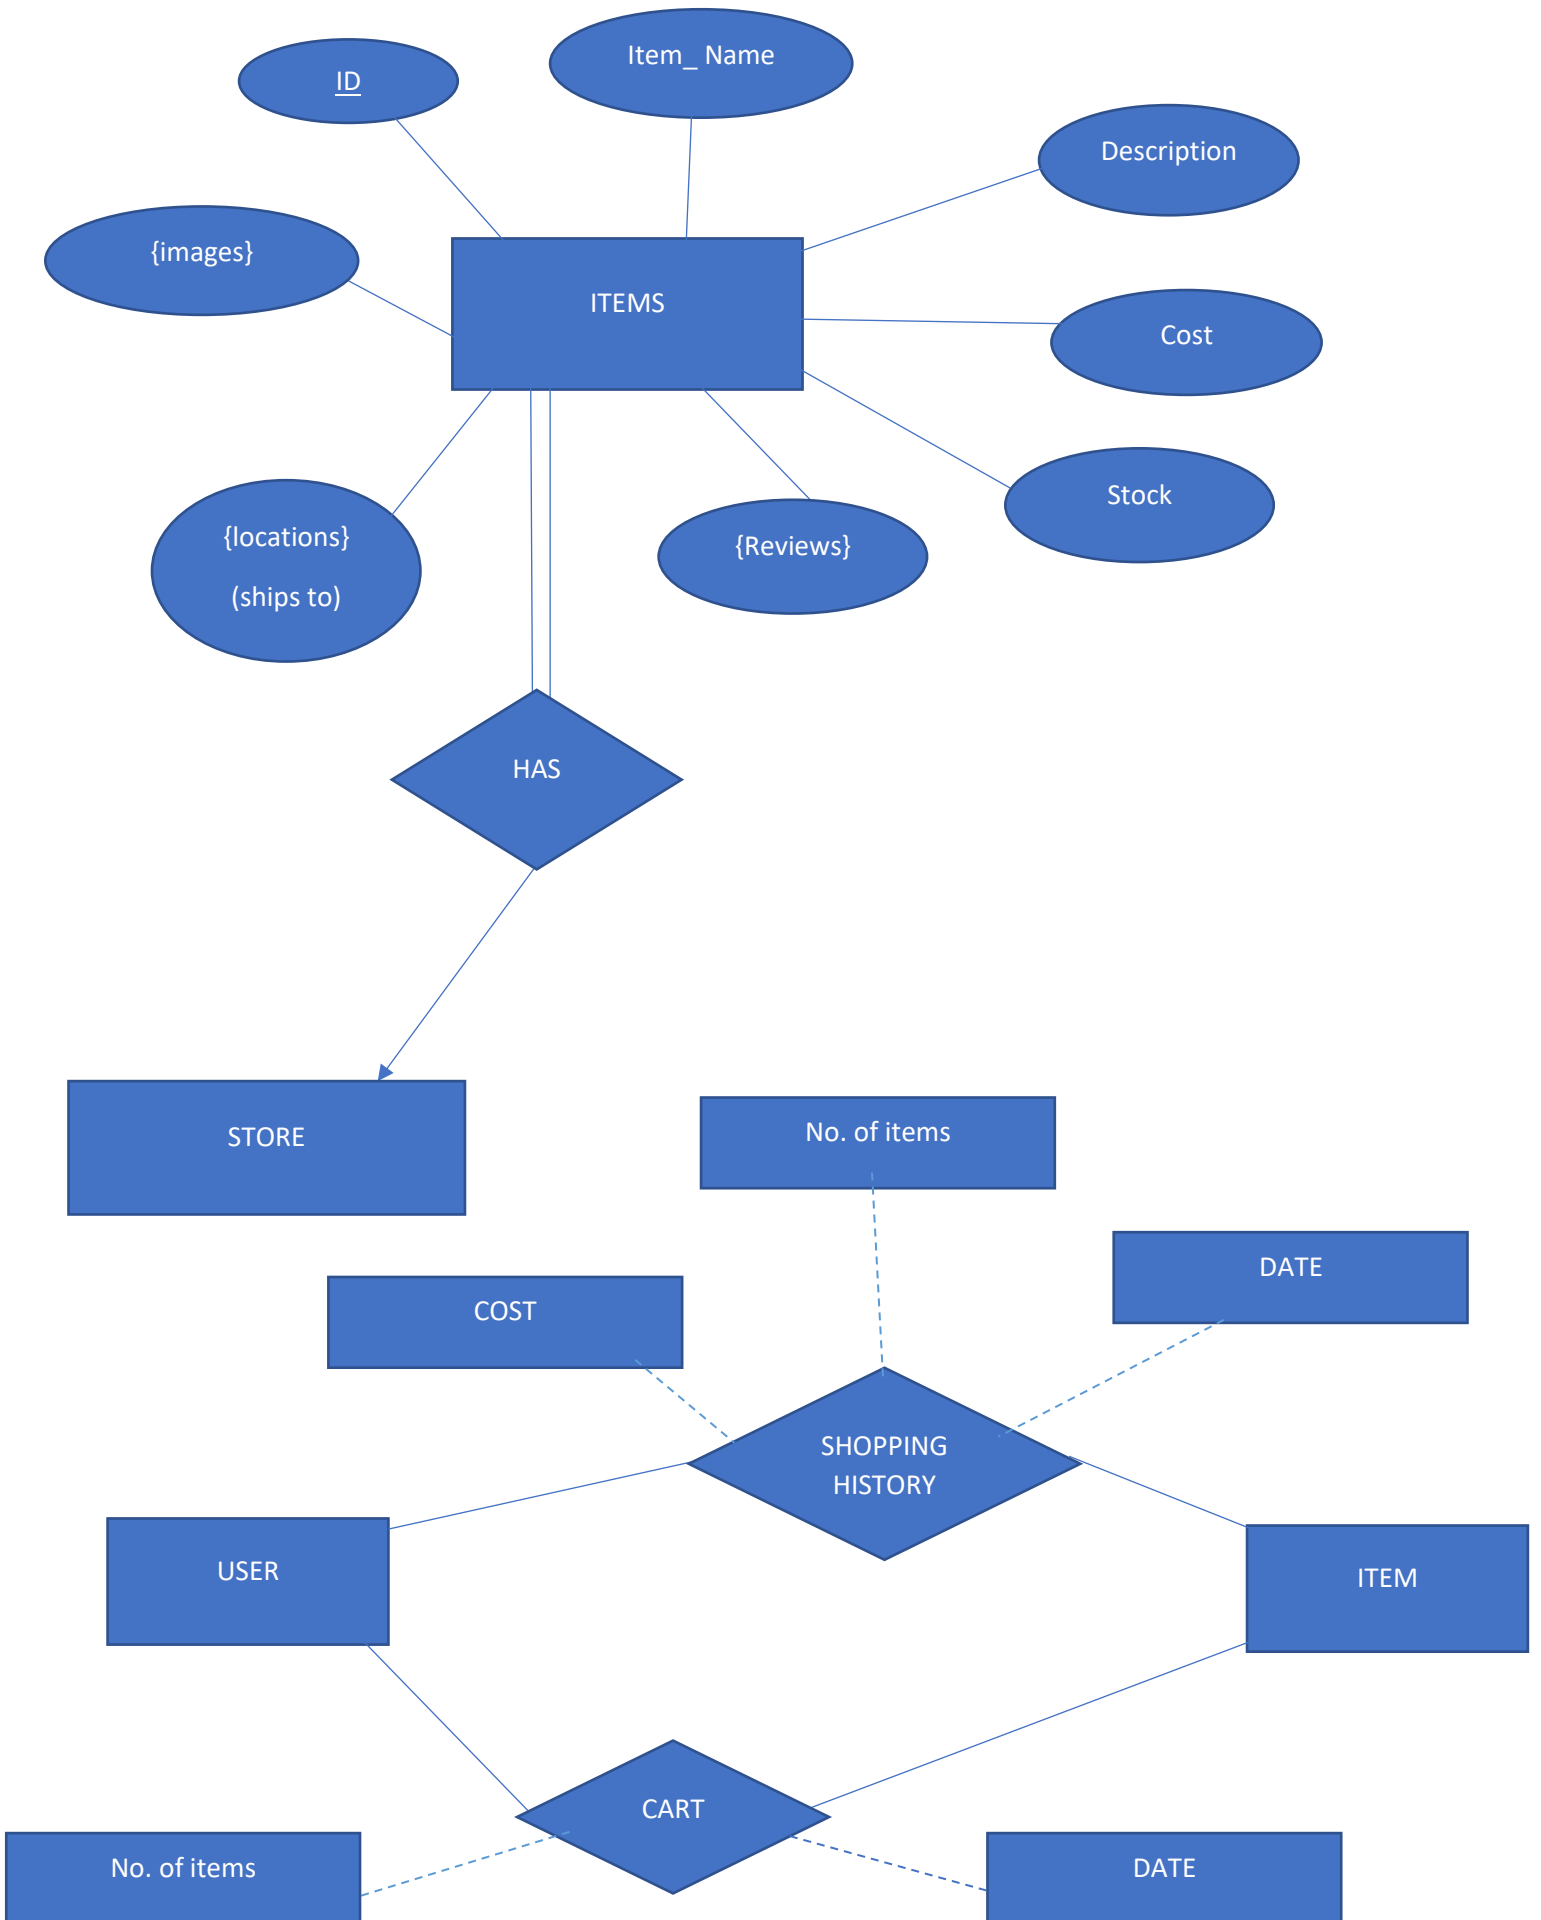 Item_ Name
ID
Description
{images}
ITEMS
Cost
Stock
{locations}
(ships to)
{Reviews}
HAS
STORE
No. of items
DATE
COST
SHOPPING
HISTORY
USER
ITEM
CART
No. of items
DATE